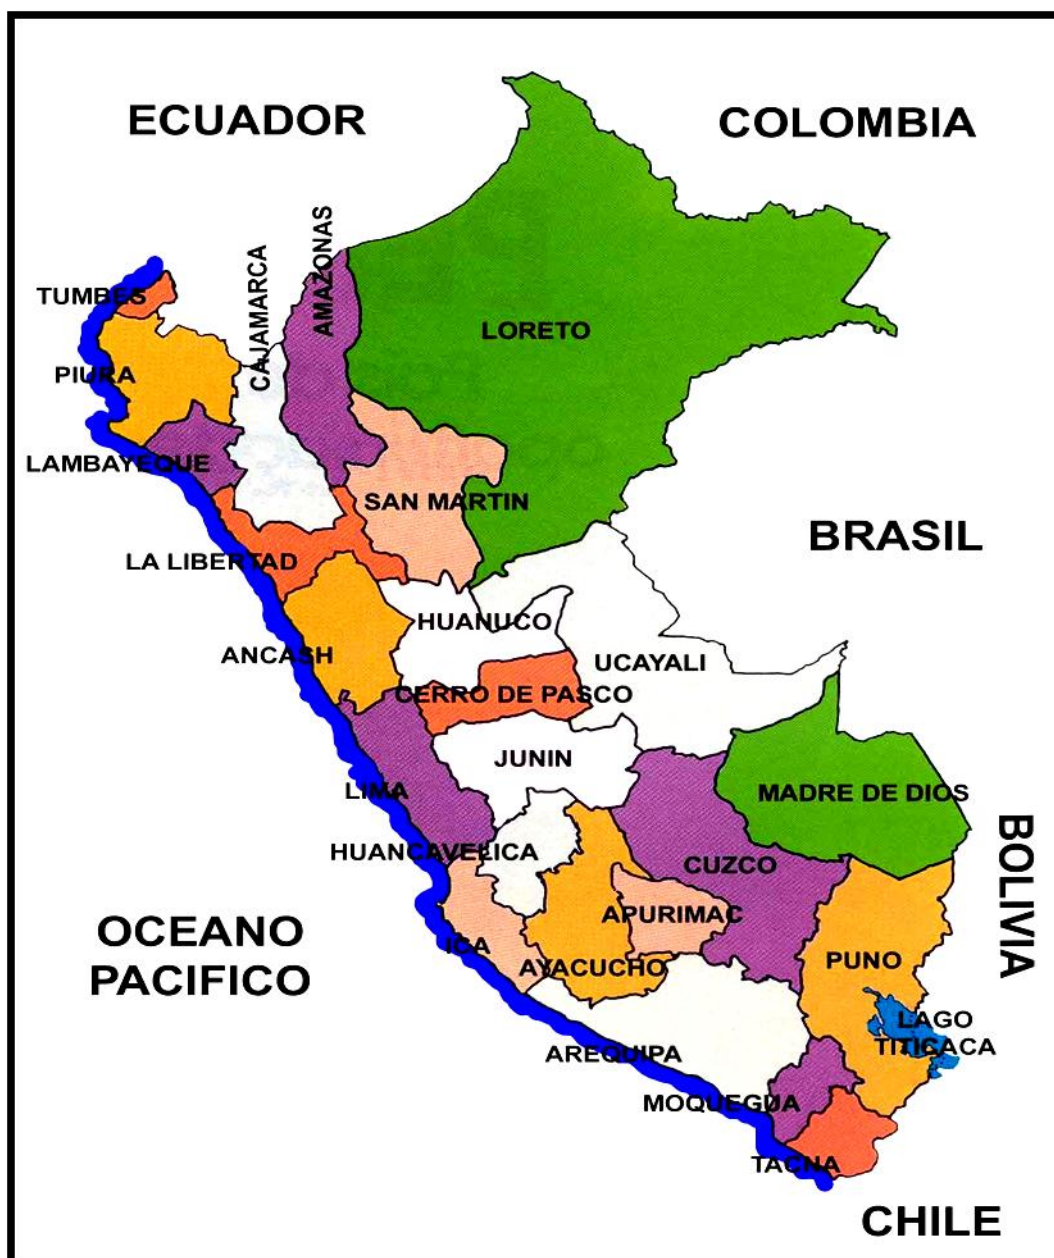 ECUADOR
COLOMBIA
AMAZONAS
CAJAMARCA
TUMBES
LORETO
PIURA
LAMBAYEQUE
SAN MARTIN
BRASIL
LA LIBERTAD
HUANUCO
ANCASH
UCAYALI
CERRO DE PASCO
JUNIN
LIMA
MADRE DE DIOS
HUANCAVELICA
CUZCO
BOLIVIA
APURIMAC
OCEANO
PACIFICO
ICA
AYACUCHO
PUNO
LAGO
TITICACA
AREQUIPA
MOQUEGUA
TACNA
CHILE